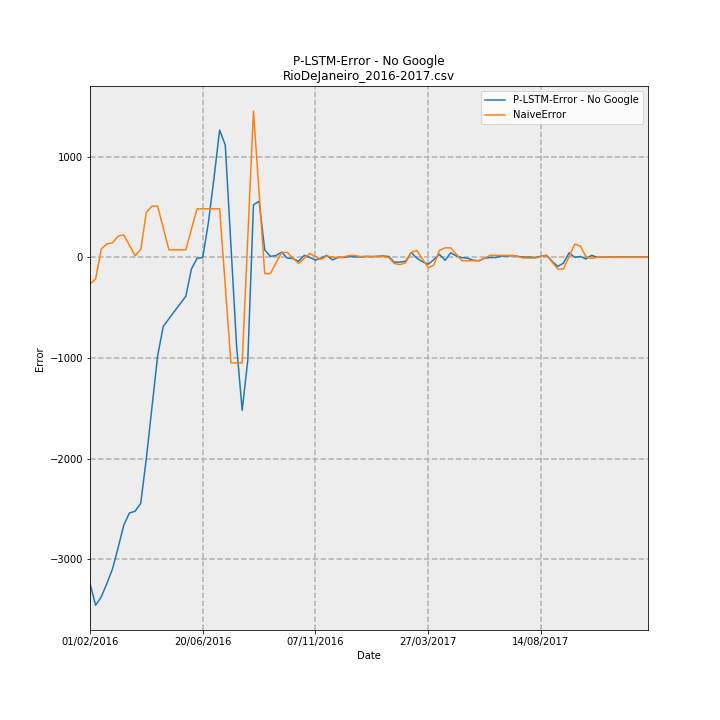 P-LSTM-Error - No Google
RioDeJaneiro_2016-2017.csv
P-LSTM-Error - No Google
NaiveError
1000
0
−1000
−2000
−3000
Error
01/02/2016
20/06/2016
07/11/2016
27/03/2017
14/08/2017
Date